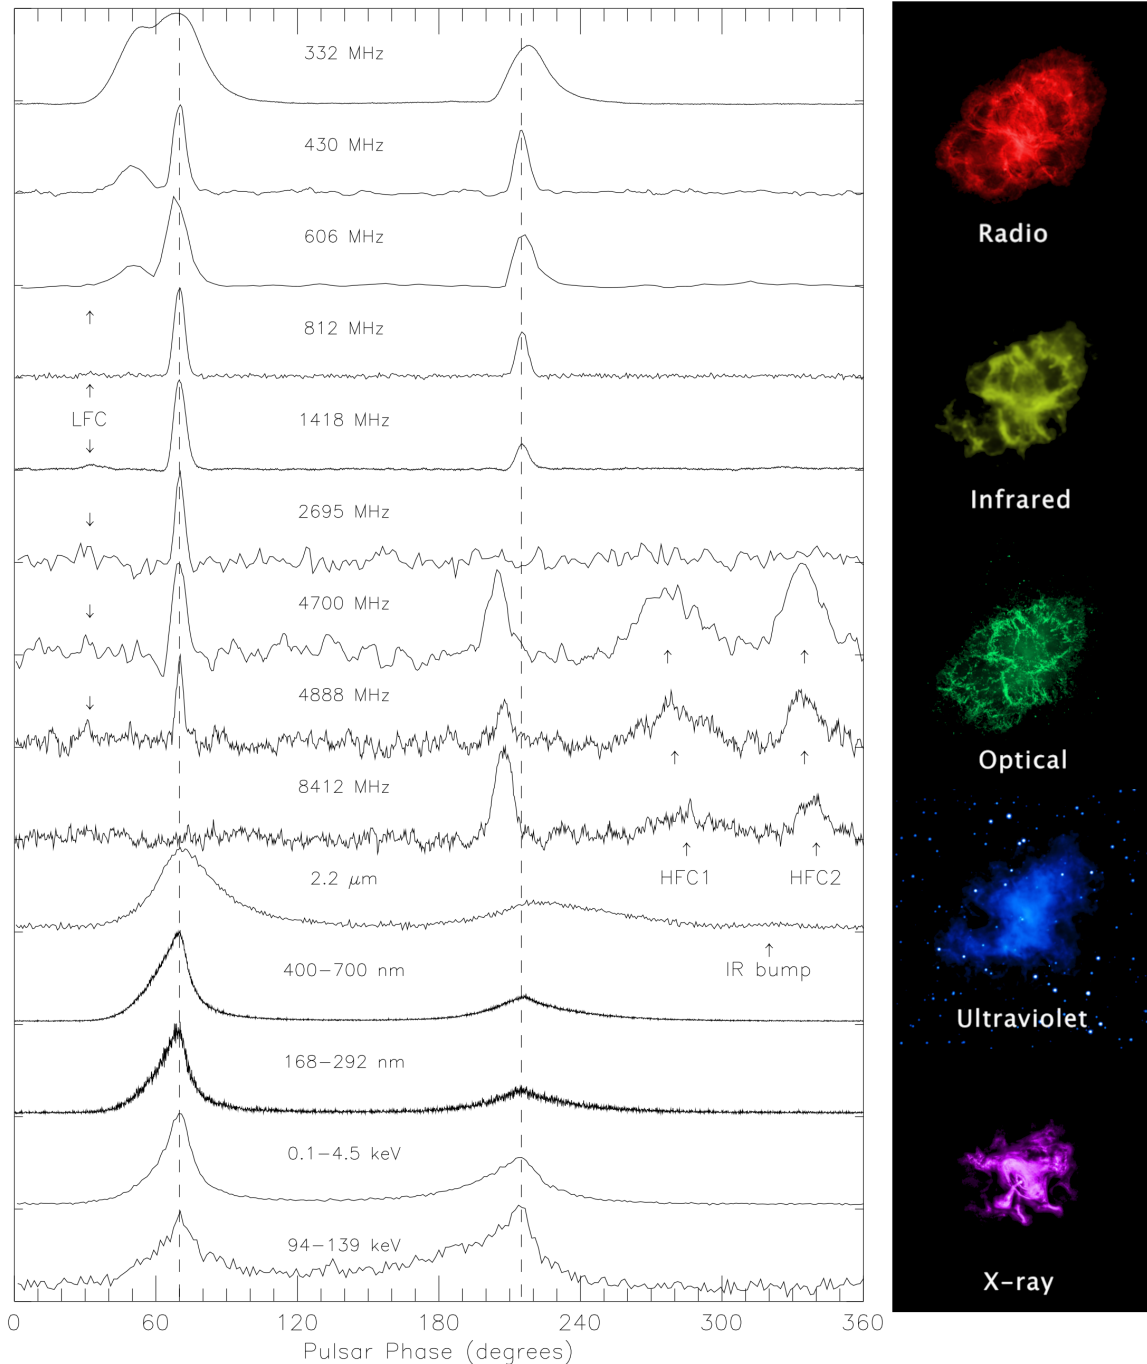 332 MHz
430 MHz
606 MHz
812 MHz
LFC
1418 MHz
2695 MHz
4700 MHz
4888 MHz
8412 MHz
HFC1
HFC2
2.2 μm
IR bump
400-700 nm
168-292 nm
0.1-4.5 keV
94-139 keV
0 60 120 180 240 300 360
Pulsar Phase (degrees)
Radio
Infrared
Optical
Ultraviolet
X-ray